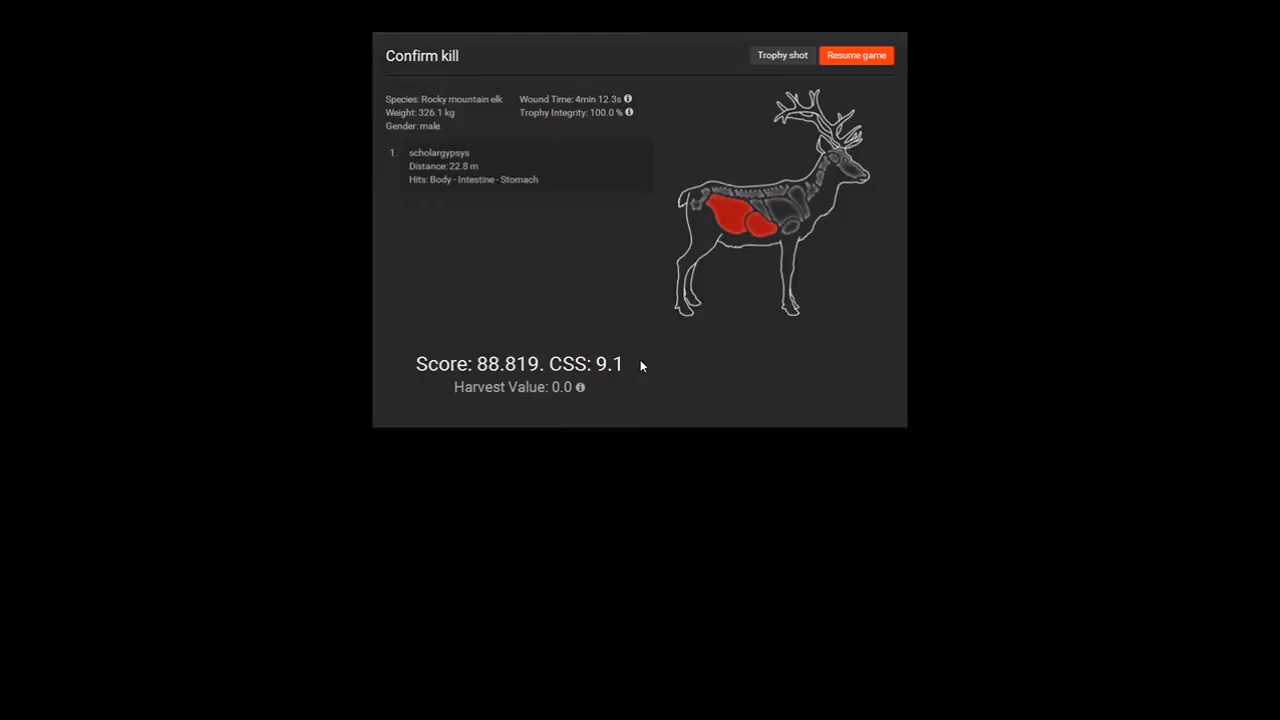 Confirm kill
Trophy shot
Resume game
Species: Rocky mountain elk
Wound Time: 4min 12.3s
Weight: 326.1 kg
Trophy Integrity: 100.0 %
Gender: male
1. scholargypsys
Distance: 22.8 m
Hits: Body - Intestine - Stomach
Score: 88.819. CSS: 9.1
Harvest Value: 0.0